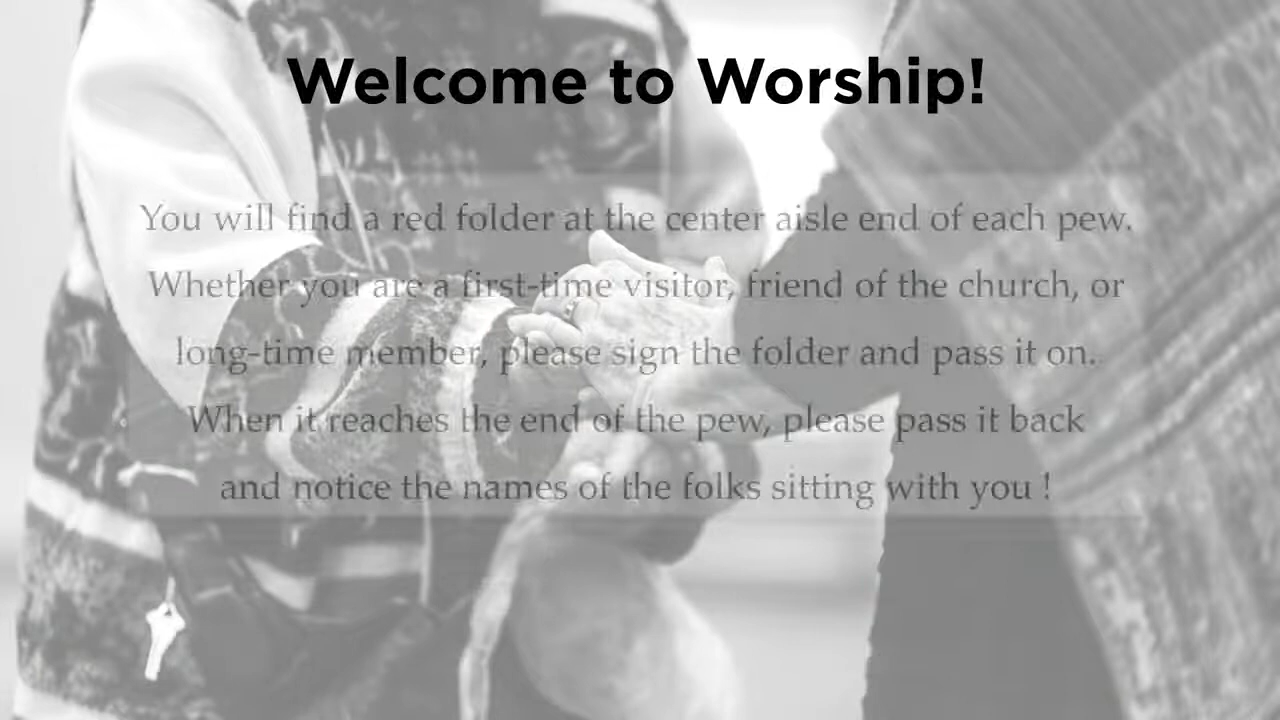 Welcome to Worship!
You will find a red folder at the center aisle end of each pew.
Whether you are a first-time visitor, friend of the church, or
long-time member, please sign the folder and pass it on.
When it reaches the end of the pew, please pass it back
and notice the names of the folks sitting with you !